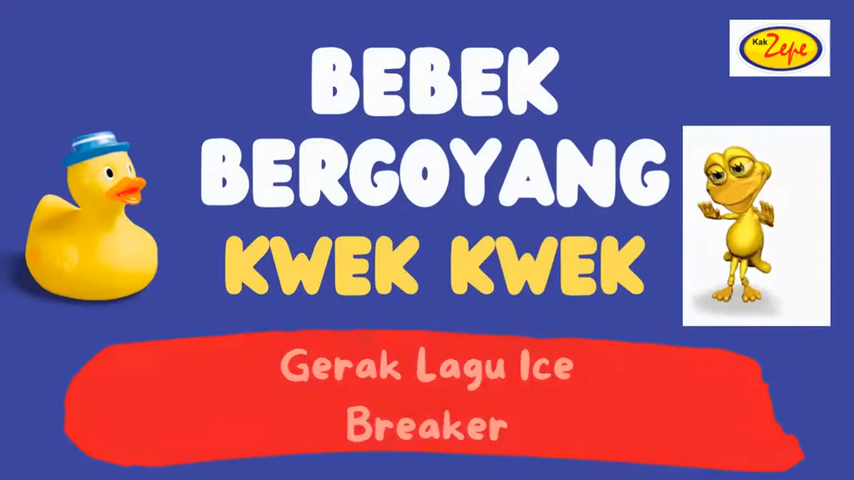 Kak Zepe
BEBEK
BERGOYANG
KWEK KWEK
Gerak Lagu Ice
Breaker